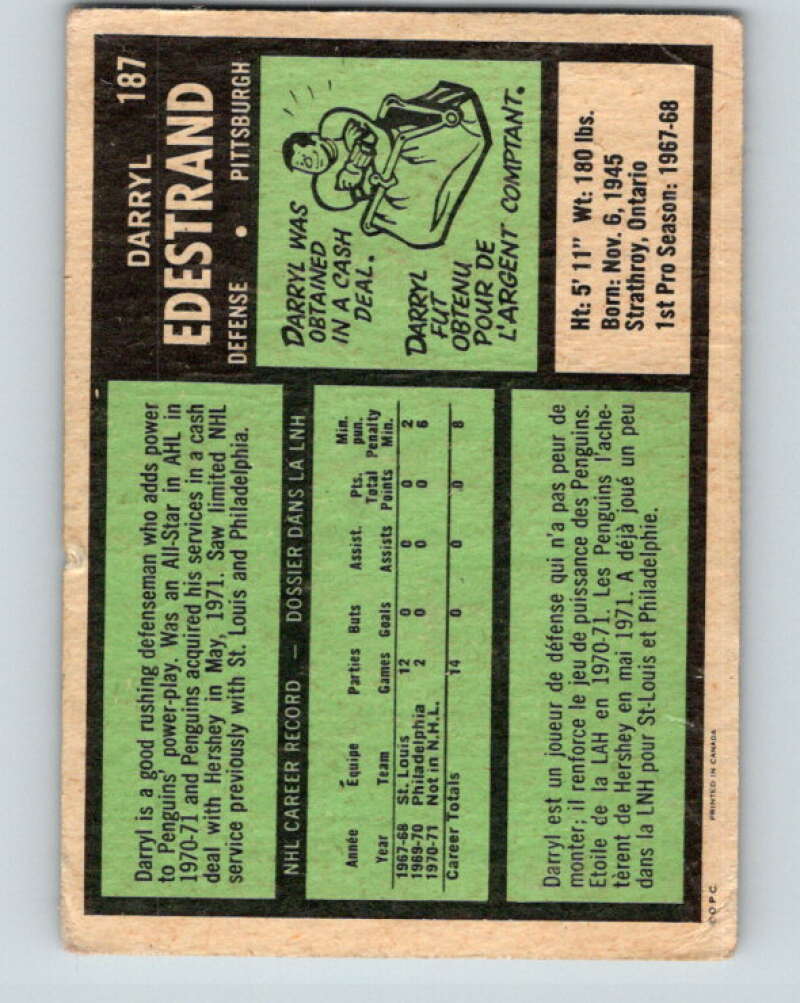 187
DARRYL
EDESTRAND
DEFENSE • PITTSBURGH
DARRYL WAS
OBTAINED
IN A CASH
DEAL.
DARRYL
FUT
OBTENU
POUR DE
L'ARGENT COMPTANT.
Ht: 5' 11" Wt: 180 lbs.
Born: Nov. 6, 1945
Strathroy, Ontario
1st Pro Season: 1967-68
Darryl is a good rushing defenseman who adds power
to Penguins' power-play. Was an All-Star in AHL in
1970-71 and Penguins acquired his services in a cash
deal with Hershey in May, 1971. Saw limited NHL
service previously with St. Louis and Philadelphia.
NHL CAREER RECORD — DOSSIER DANS LA LNH
Année Equipe Parties Buts Assist. Pts. Min. pun.
Year Team Games Goals Assists Total Points Penalty Min.
1967-68 St. Louis 12 0 0 0 2
1969-70 Philadelphia 2 0 0 0 6
1970-71 Not in N.H.L.
Career Totals 14 0 0 0 8
Darryl est un joueur de défense qui n'a pas peur de
monter; il renforce le jeu de puissance des Penguins.
Etoile de la LAH en 1970-71. Les Penguins l'ache-
tèrent de Hershey en mai 1971. A déjà joué un peu
dans la LNH pour St-Louis et Philadelphie.
©O.P.C. PRINTED IN CANADA